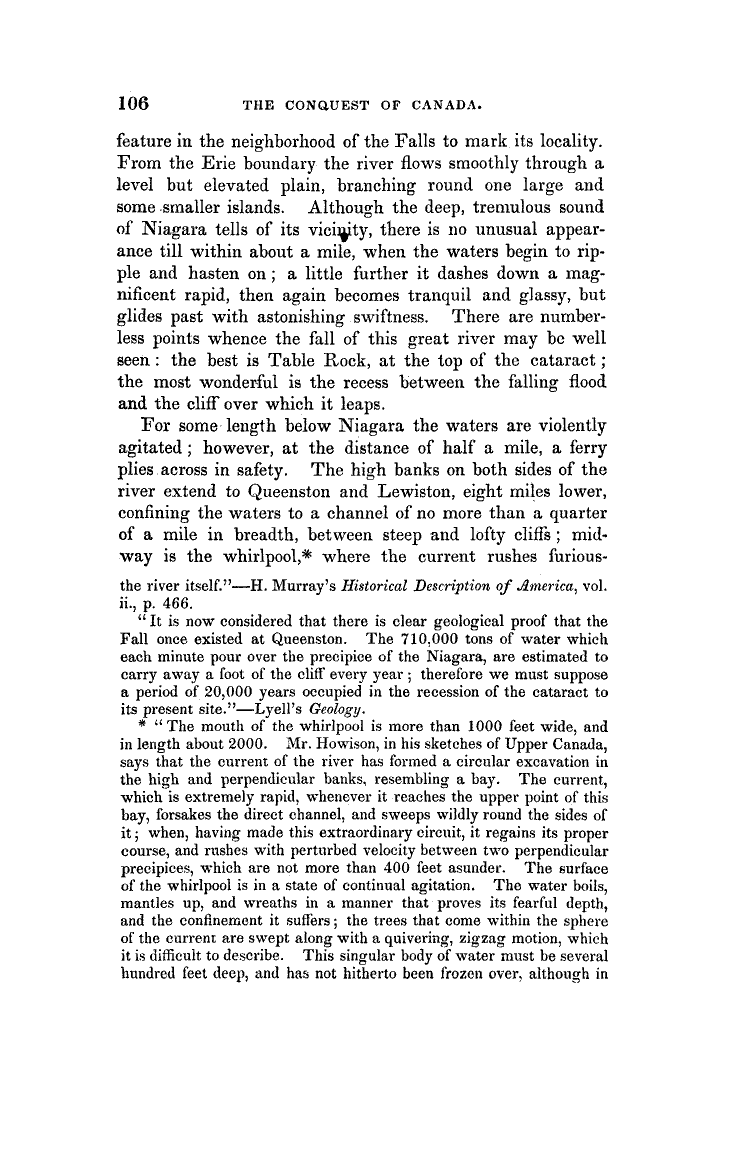 106 THE CONQUEST OF CANADA.
feature in the neighborhood of the Falls to mark its locality.
From the Erie boundary the river flows smoothly through a
level but elevated plain, branching round one large and
some smaller islands. Although the deep, tremulous sound
of Niagara tells of its vicinity, there is no unusual appear-
ance till within about a mile, when the waters begin to rip-
ple and hasten on; a little further it dashes down a mag-
nificent rapid, then again becomes tranquil and glassy, but
glides past with astonishing swiftness. There are number-
less points whence the fall of this great river may be well
seen: the best is Table Rock, at the top of the cataract;
the most wonderful is the recess between the falling flood
and the cliff over which it leaps.
For some length below Niagara the waters are violently
agitated; however, at the distance of half a mile, a ferry
plies across in safety. The high banks on both sides of the
river extend to Queenston and Lewiston, eight miles lower,
confining the waters to a channel of no more than a quarter
of a mile in breadth, between steep and lofty cliffs; mid-
way is the whirlpool,* where the current rushes furious-
the river itself."—H. Murray's Historical Description of America, vol.
ii., p. 466.
"It is now considered that there is clear geological proof that the
Fall once existed at Queenston. The 710,000 tons of water which
each minute pour over the precipice of the Niagara, are estimated to
carry away a foot of the cliff every year; therefore we must suppose
a period of 20,000 years occupied in the recession of the cataract to
its present site."—Lyell's Geology.
* "The mouth of the whirlpool is more than 1000 feet wide, and
in length about 2000. Mr. Howison, in his sketches of Upper Canada,
says that the current of the river has formed a circular excavation in
the high and perpendicular banks, resembling a bay. The current,
which is extremely rapid, whenever it reaches the upper point of this
bay, forsakes the direct channel, and sweeps wildly round the sides of
it; when, having made this extraordinary circuit, it regains its proper
course, and rushes with perturbed velocity between two perpendicular
precipices, which are not more than 400 feet asunder. The surface
of the whirlpool is in a state of continual agitation. The water boils,
mantles up, and wreaths in a manner that proves its fearful depth,
and the confinement it suffers; the trees that come within the sphere
of the current are swept along with a quivering, zigzag motion, which
it is difficult to describe. This singular body of water must be several
hundred feet deep, and has not hitherto been frozen over, although in